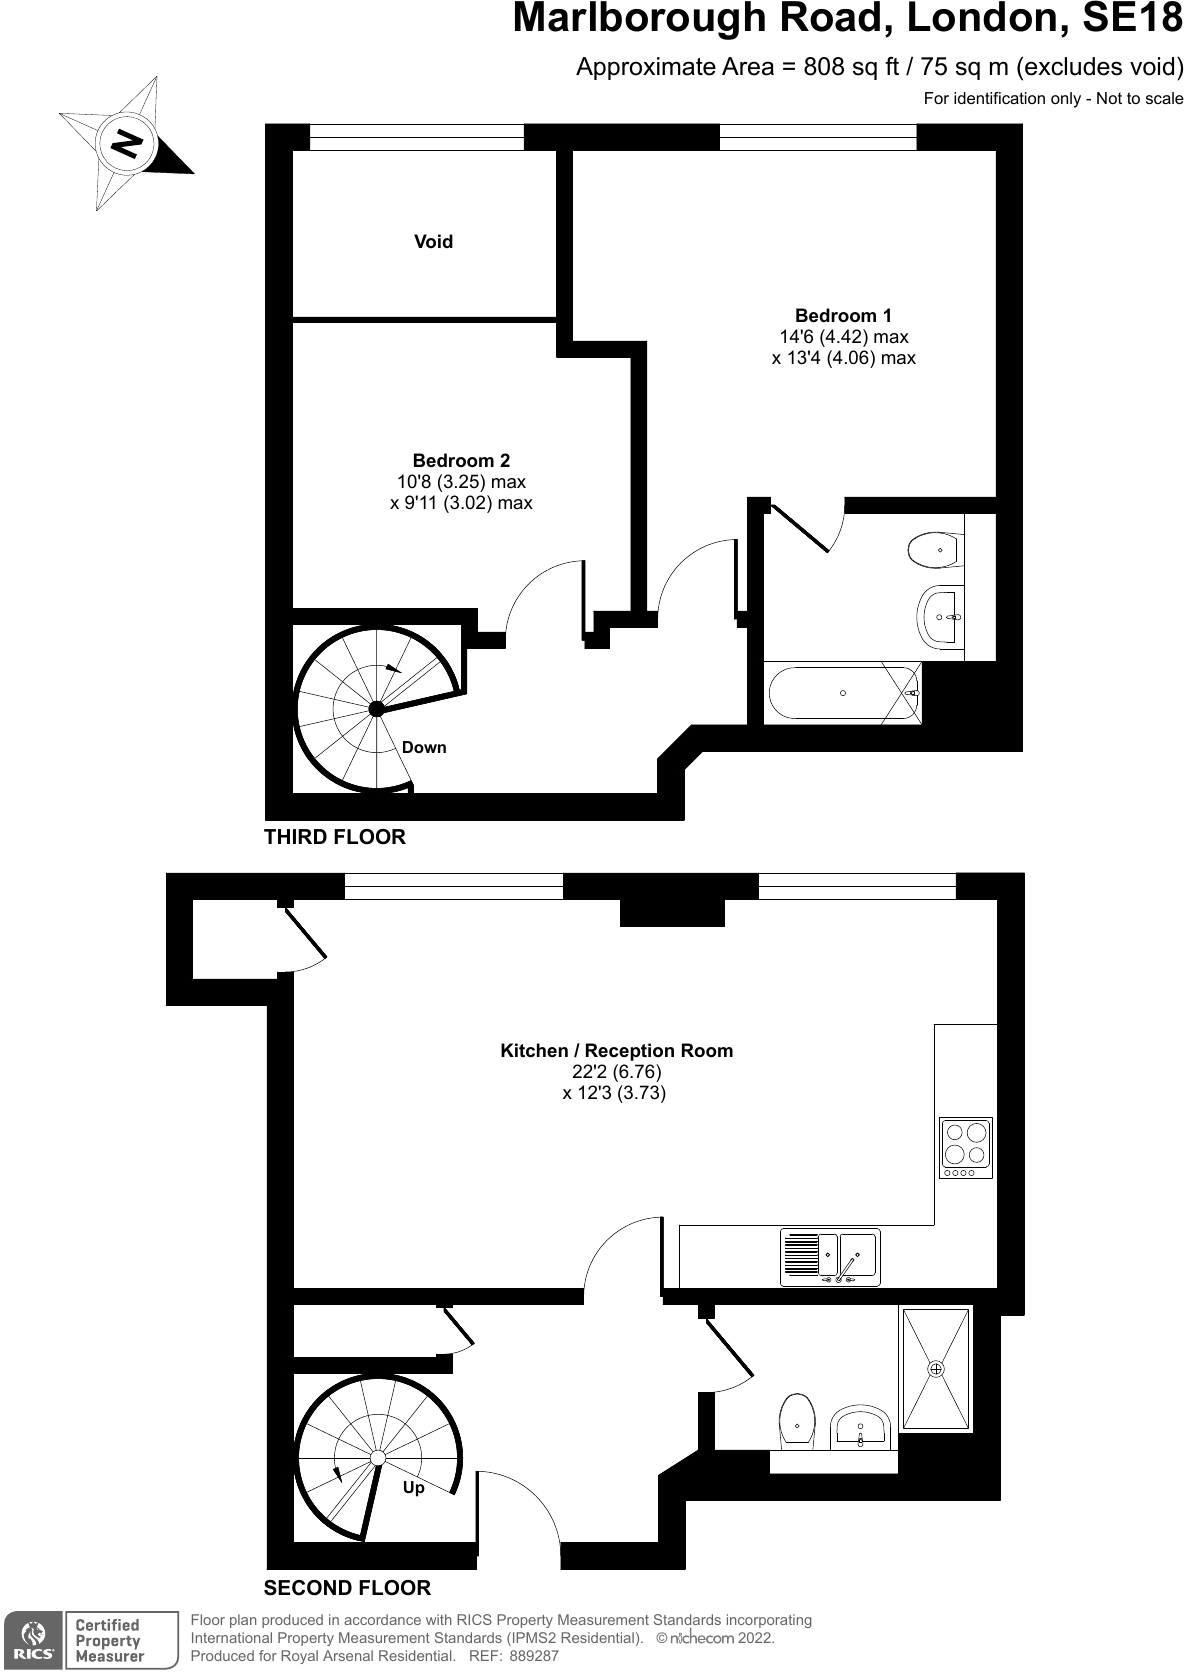 Marlborough Road, London, SE18
Approximate Area = 808 sq ft / 75 sq m (excludes void)
For identification only - Not to scale
N
Void
Bedroom 1
14'6 (4.42) max
x 13'4 (4.06) max
Bedroom 2
10'8 (3.25) max
x 9'11 (3.02) max
Down
THIRD FLOOR
Kitchen / Reception Room
22'2 (6.76)
x 12'3 (3.73)
Up
SECOND FLOOR
RICS
Certified
Property
Measurer
Floor plan produced in accordance with RICS Property Measurement Standards incorporating
International Property Measurement Standards (IPMS2 Residential). © nichecom 2022.
Produced for Royal Arsenal Residential. REF: 889287